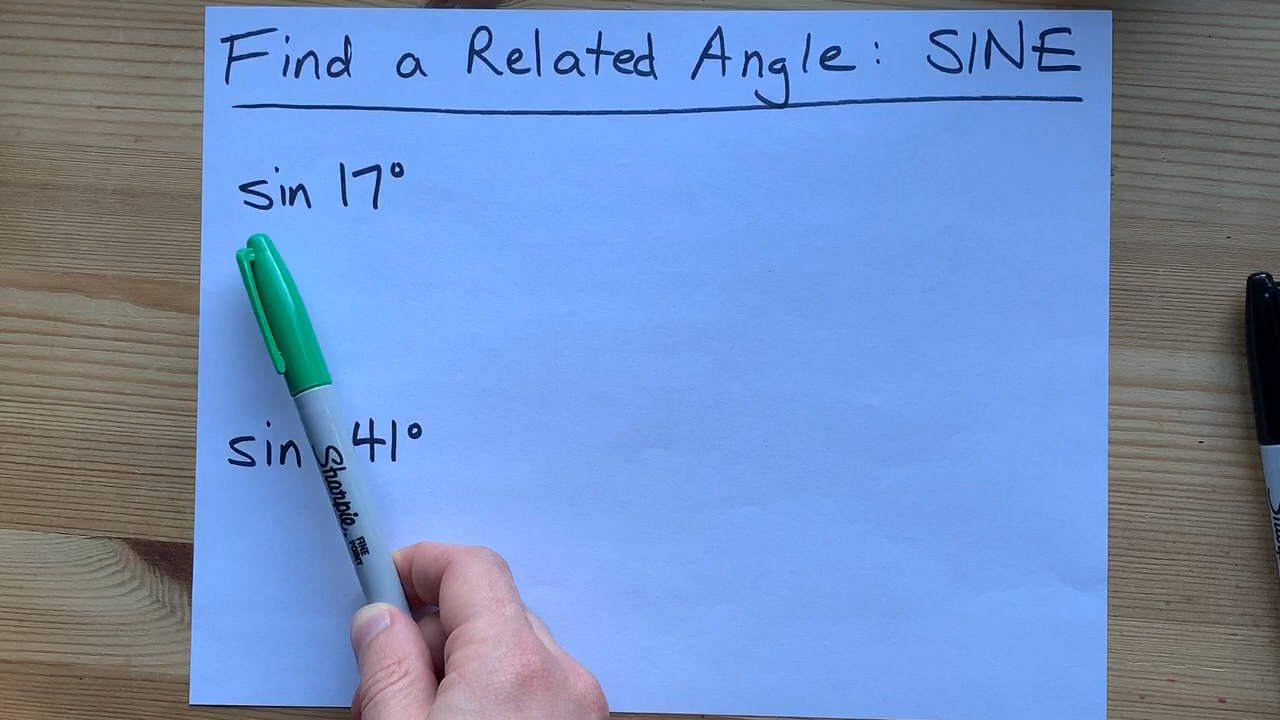 Find a Related Angle: SINE
sin 17°
sin 41°
Sharpie.
FINE
POINT